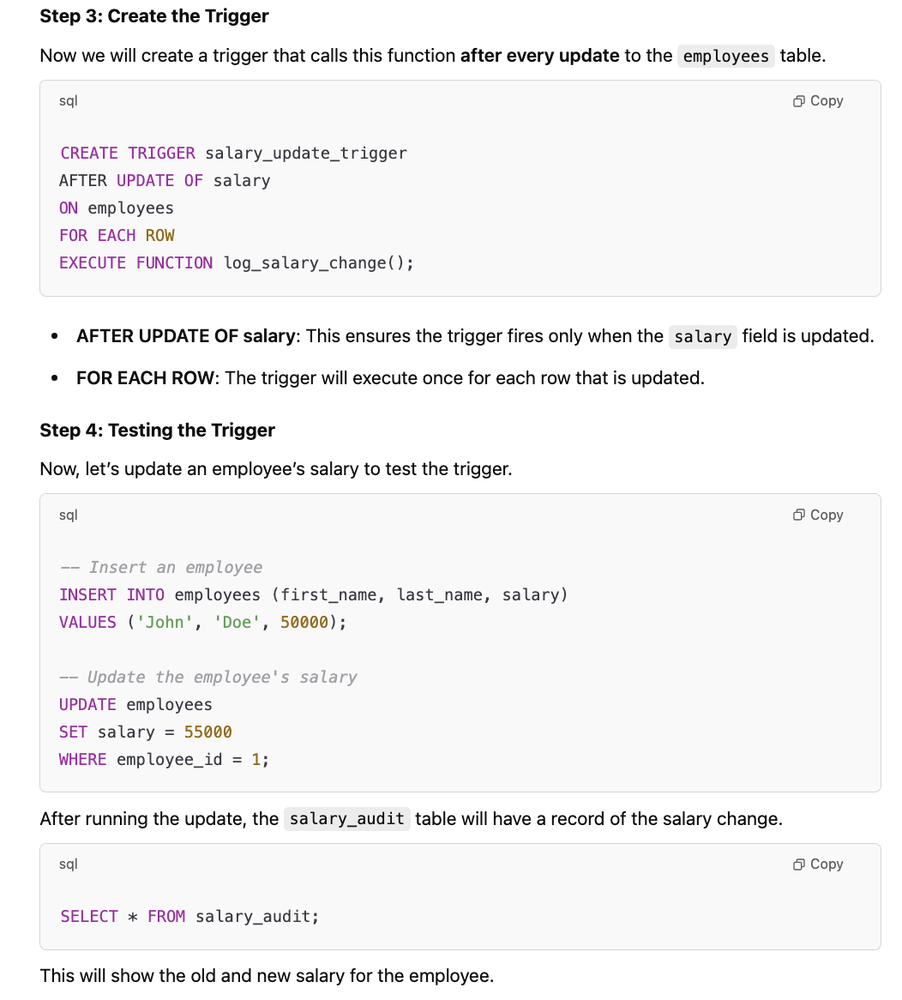 Step 3: Create the Trigger
Now we will create a trigger that calls this function after every update to the employees table.
sql
Copy
CREATE TRIGGER salary_update_trigger
AFTER UPDATE OF salary
ON employees
FOR EACH ROW
EXECUTE FUNCTION log_salary_change();
• AFTER UPDATE OF salary: This ensures the trigger fires only when the salary field is updated.
• FOR EACH ROW: The trigger will execute once for each row that is updated.
Step 4: Testing the Trigger
Now, let’s update an employee’s salary to test the trigger.
sql
Copy
-- Insert an employee
INSERT INTO employees (first_name, last_name, salary)
VALUES ('John', 'Doe', 50000);
-- Update the employee's salary
UPDATE employees
SET salary = 55000
WHERE employee_id = 1;
After running the update, the salary_audit table will have a record of the salary change.
sql
Copy
SELECT * FROM salary_audit;
This will show the old and new salary for the employee.